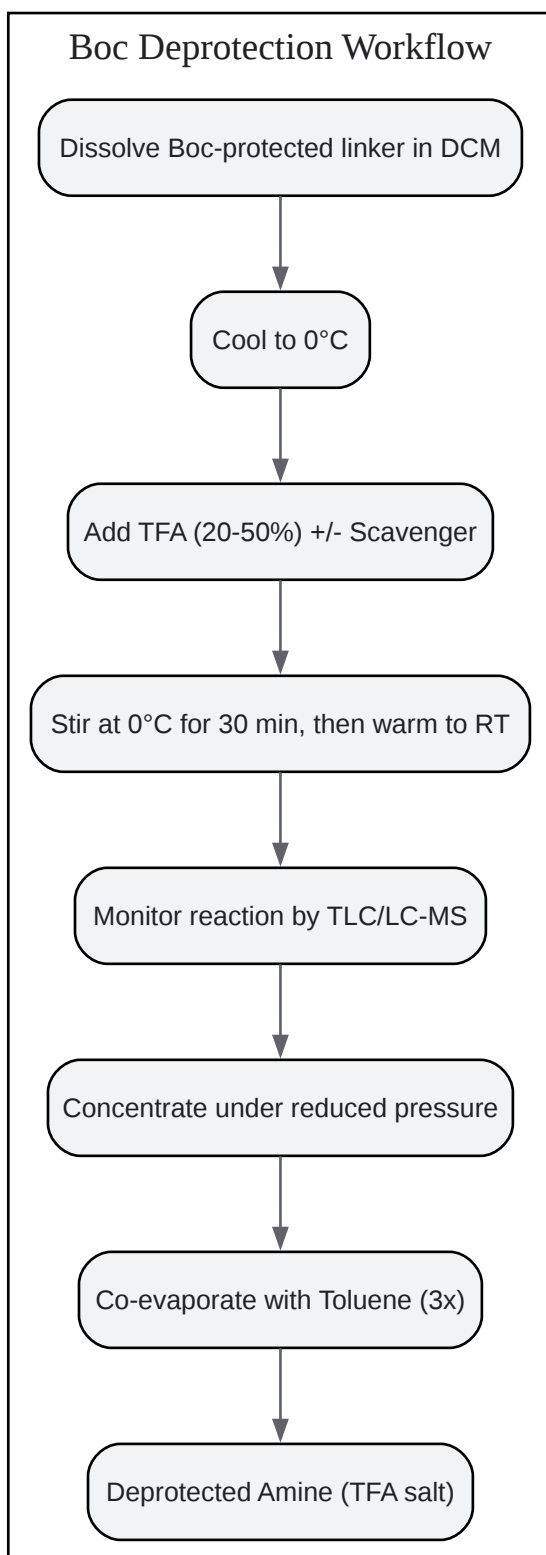 Boc Deprotection Workflow
Dissolve Boc-protected linker in DCM
Cool to 0°C
Add TFA (20-50%) +/- Scavenger
Stir at 0°C for 30 min, then warm to RT
Monitor reaction by TLC/LC-MS
Concentrate under reduced pressure
Co-evaporate with Toluene (3x)
Deprotected Amine (TFA salt)